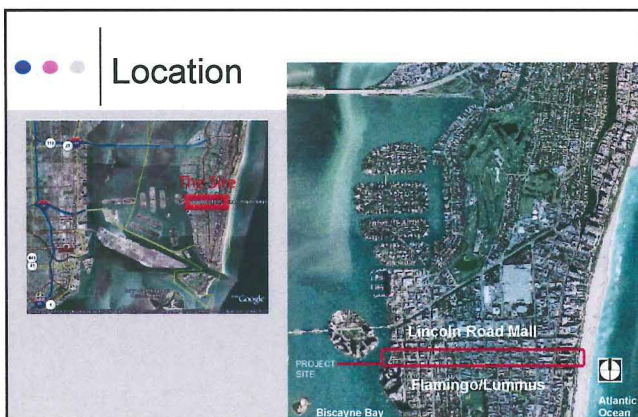 Location
The Site
Google
Lincoln Road Mall
PROJECT
SITE
Flamingo/Lummus
Biscayne Bay
Atlantic
Ocean